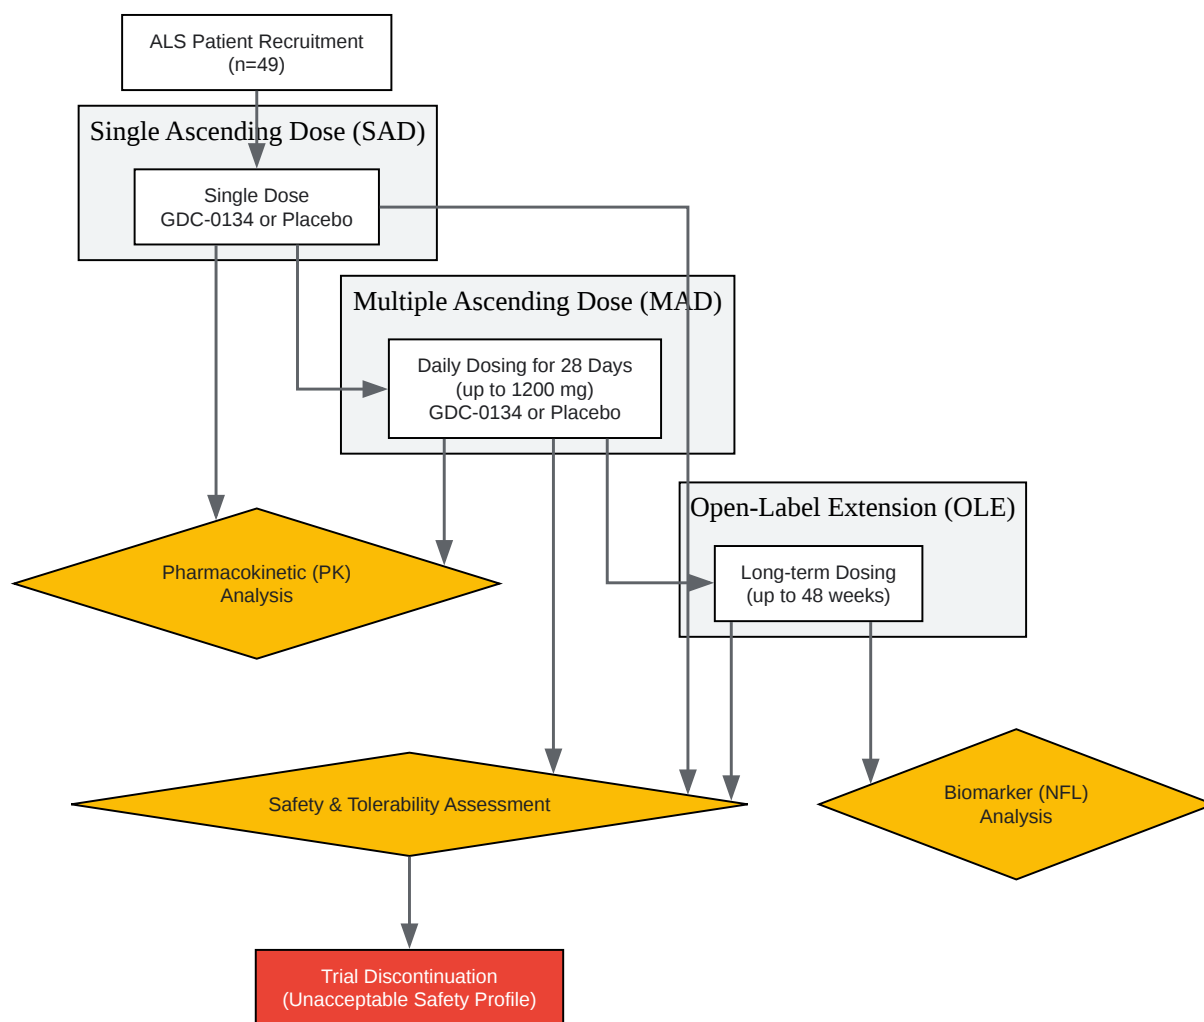 ALS Patient Recruitment
(n=49)
Single Ascending Dose (SAD)
Single Dose
GDC-0134 or Placebo
Multiple Ascending Dose (MAD)
Daily Dosing for 28 Days
(up to 1200 mg)
GDC-0134 or Placebo
Open-Label Extension (OLE)
Long-term Dosing
(up to 48 weeks)
Pharmacokinetic (PK)
Analysis
Safety & Tolerability Assessment
Biomarker (NFL)
Analysis
Trial Discontinuation
(Unacceptable Safety Profile)